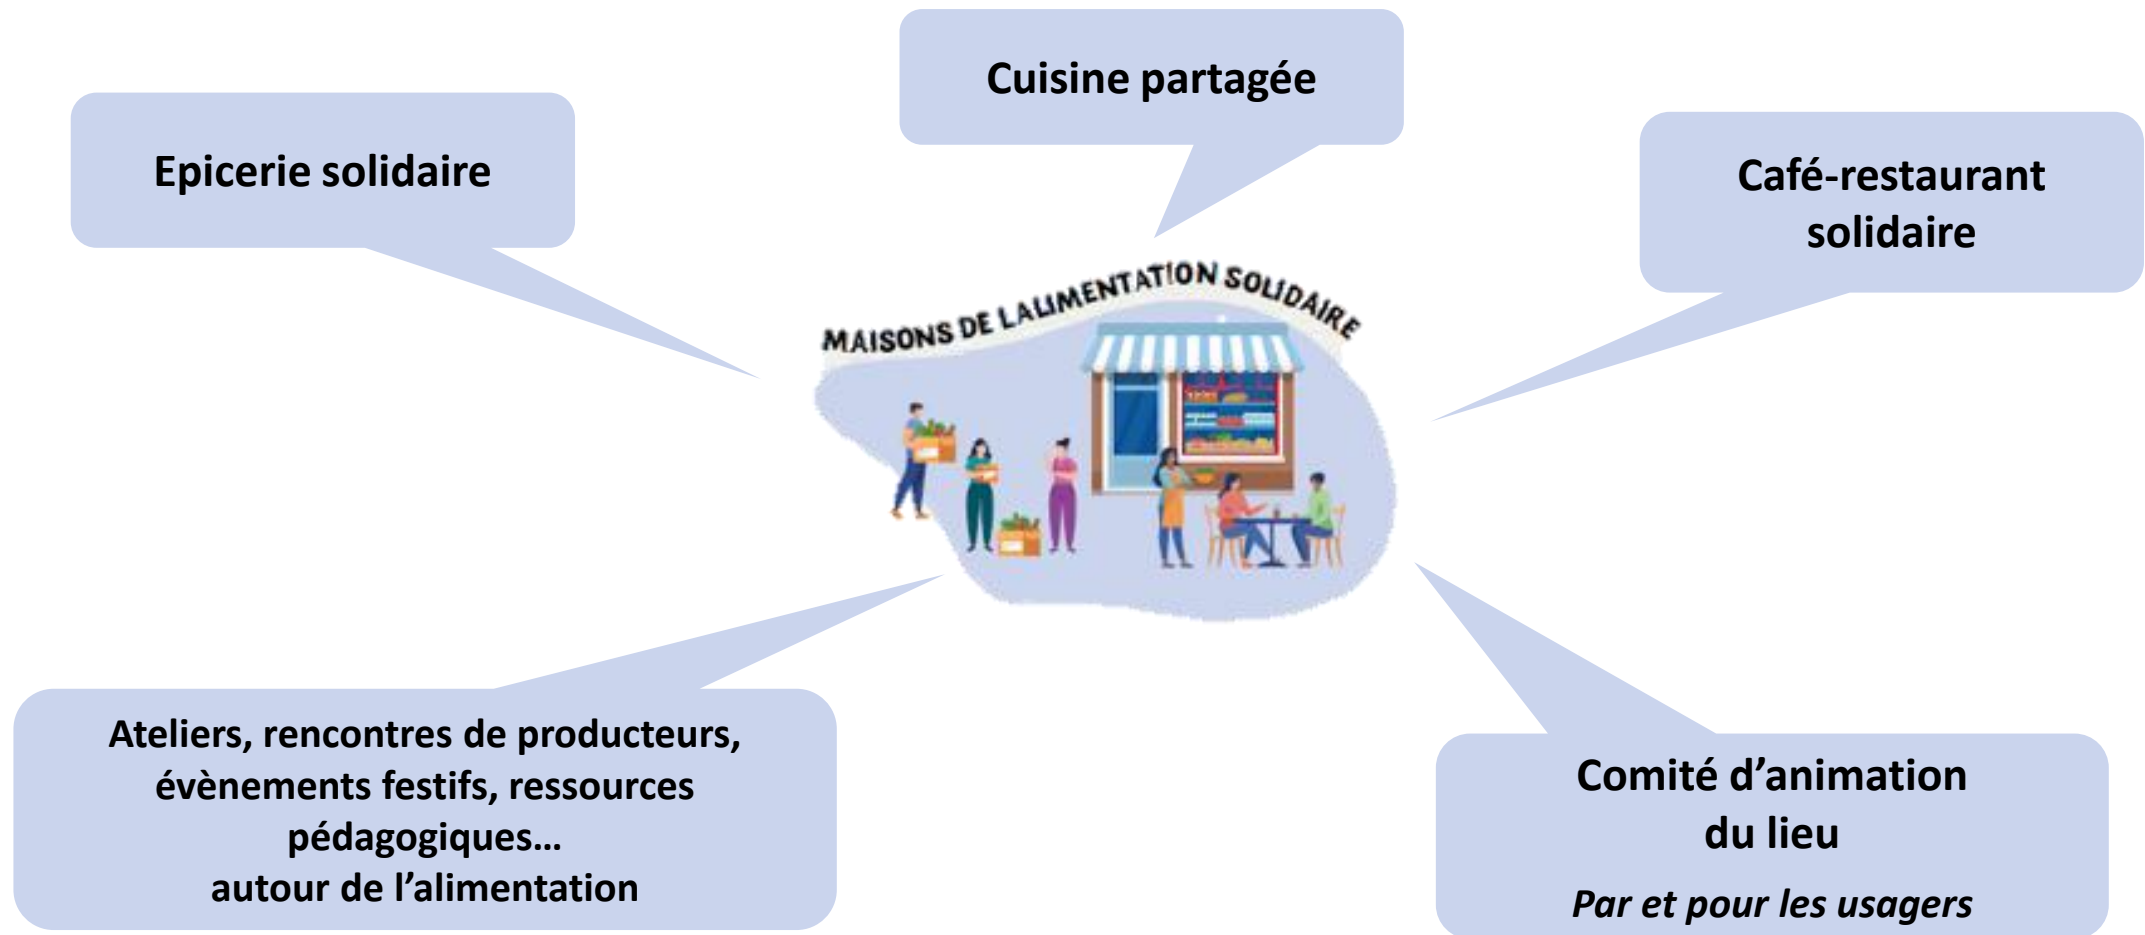 Cuisine partagée
Epicerie solidaire
Café-restaurant
solidaire
MAISONS DE LALIMENTATION SOLIDAIRE
Ateliers, rencontres de producteurs,
évènements festifs, ressources
pédagogiques…
autour de l’alimentation
Comité d’animation
du lieu
Par et pour les usagers